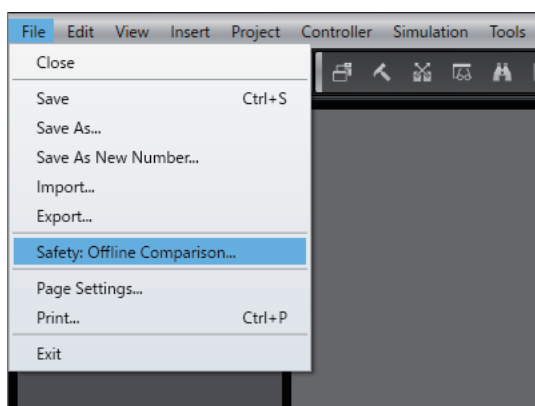 File Edit View Insert Project Controller Simulation Tools
Close
Save Ctrl+S
Save As...
Save As New Number...
Import...
Export...
Safety: Offline Comparison...
Page Settings...
Print... Ctrl+P
Exit